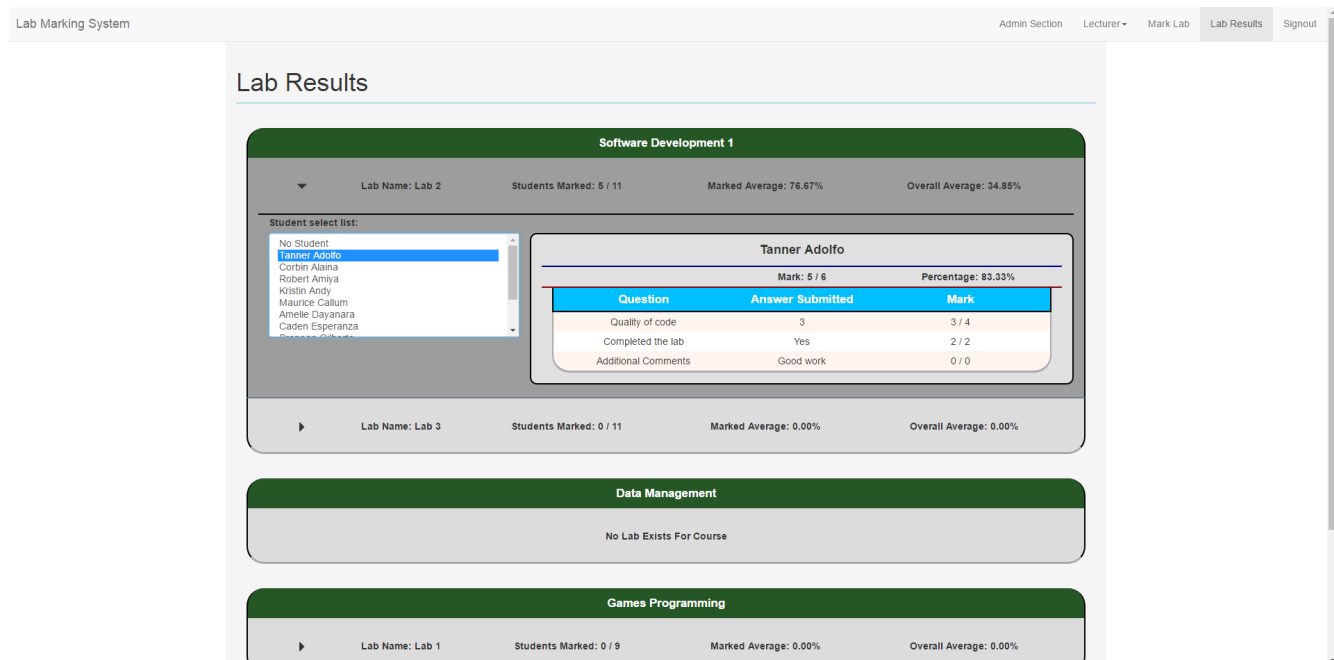 Lab Marking System Admin Section Lecturer Mark Lab Lab Results Signout
Lab Results
Software Development 1
Lab Name: Lab 2 Students Marked: 5 / 11 Marked Average: 76.67% Overall Average: 34.85%
Student select list:
No Student
Tanner Adolfo
Corbin Alaina
Robert Amiya
Kristin Andy
Maurice Callum
Amelie Dayanara
Caden Esperanza
Tanner Adolfo
Mark: 5 / 6 Percentage: 83.33%
Question Answer Submitted Mark
Quality of code 3 3 / 4
Completed the lab Yes 2 / 2
Additional Comments Good work 0 / 0
Lab Name: Lab 3 Students Marked: 0 / 11 Marked Average: 0.00% Overall Average: 0.00%
Data Management
No Lab Exists For Course
Games Programming
Lab Name: Lab 1 Students Marked: 0 / 9 Marked Average: 0.00% Overall Average: 0.00%